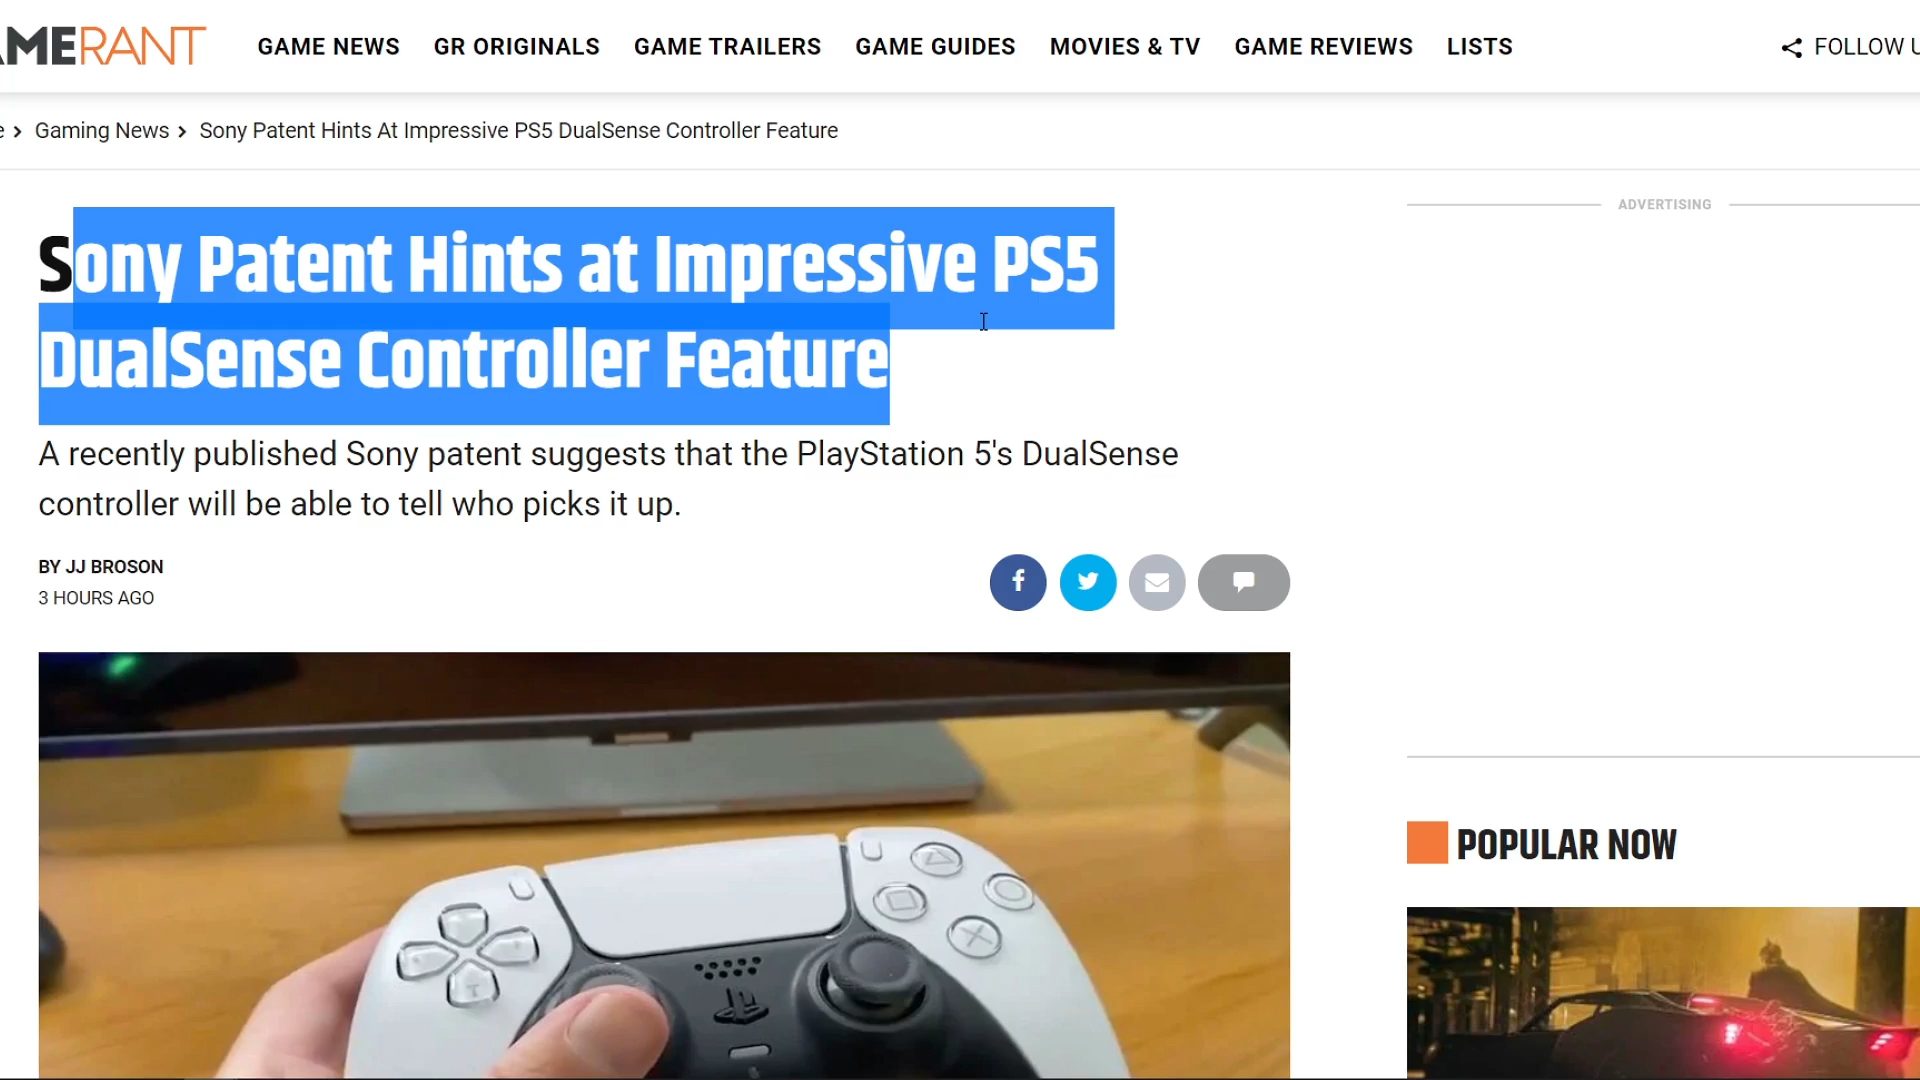 AMERANT GAME NEWS GR ORIGINALS GAME TRAILERS GAME GUIDES MOVIES & TV GAME REVIEWS LISTS FOLLOW U
e > Gaming News > Sony Patent Hints At Impressive PS5 DualSense Controller Feature
ADVERTISING
Sony Patent Hints at Impressive PS5
DualSense Controller Feature
A recently published Sony patent suggests that the PlayStation 5's DualSense
controller will be able to tell who picks it up.
BY JJ BROSON
3 HOURS AGO
POPULAR NOW